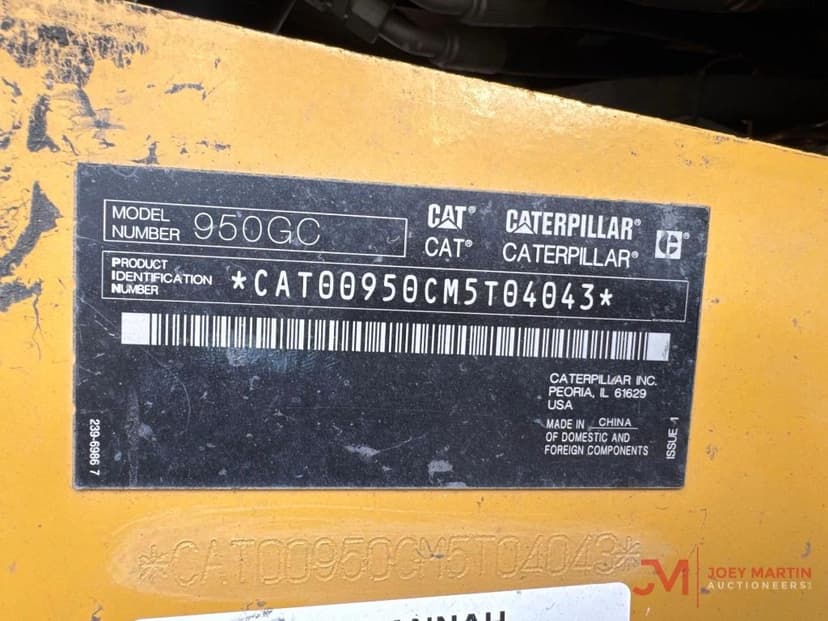 MODEL NUMBER 950GC
CAT® CATERPILLAR®
CAT® CATERPILLAR®
PRODUCT IDENTIFICATION NUMBER *CAT00950CM5T04043*
CATERPILLAR INC.
PEORIA, IL 61629
USA
MADE IN CHINA
OF DOMESTIC AND
FOREIGN COMPONENTS
ISSUE 1
239-6986 7
*CAT00950CM5T04043*
JM JOEY MARTIN
AUCTIONEERS